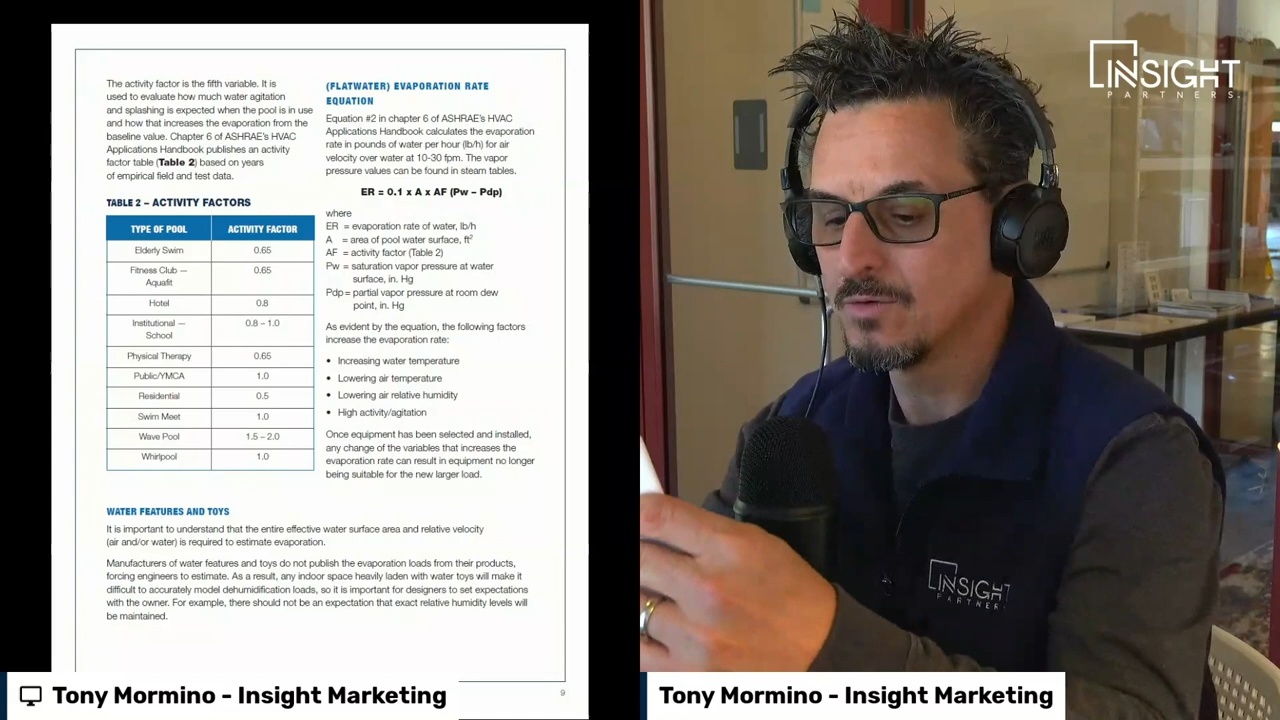 The activity factor is the fifth variable. It is
used to evaluate how much water agitation
and splashing is expected when the pool is in use
and how that increases the evaporation from the
baseline value. Chapter 6 of ASHRAE's HVAC
Applications Handbook publishes an activity
factor table (Table 2) based on years
of empirical field and test data.
TABLE 2 – ACTIVITY FACTORS
TYPE OF POOL ACTIVITY FACTOR
Elderly Swim 0.65
Fitness Club —
Aquafit 0.65
Hotel 0.8
Institutional —
School 0.8 – 1.0
Physical Therapy 0.65
Public/YMCA 1.0
Residential 0.5
Swim Meet 1.0
Wave Pool 1.5 – 2.0
Whirlpool 1.0
(FLATWATER) EVAPORATION RATE
EQUATION
Equation #2 in chapter 6 of ASHRAE's HVAC
Applications Handbook calculates the evaporation
rate in pounds of water per hour (lb/h) for air
velocity over water at 10-30 fpm. The vapor
pressure values can be found in steam tables.
ER = 0.1 x A x AF (Pw – Pdp)
where
ER = evaporation rate of water, lb/h
A = area of pool water surface, ft²
AF = activity factor (Table 2)
Pw = saturation vapor pressure at water
surface, in. Hg
Pdp = partial vapor pressure at room dew
point, in. Hg
As evident by the equation, the following factors
increase the evaporation rate:
• Increasing water temperature
• Lowering air temperature
• Lowering air relative humidity
• High activity/agitation
Once equipment has been selected and installed,
any change of the variables that increases the
evaporation rate can result in equipment no longer
being suitable for the new larger load.
WATER FEATURES AND TOYS
It is important to understand that the entire effective water surface area and relative velocity
(air and/or water) is required to estimate evaporation.
Manufacturers of water features and toys do not publish the evaporation loads from their products,
forcing engineers to estimate. As a result, any indoor space heavily laden with water toys will make it
difficult to accurately model dehumidification loads, so it is important for designers to set expectations
with the owner. For example, there should not be an expectation that exact relative humidity levels will
be maintained.
9
Tony Mormino - Insight Marketing
INSIGHT
PARTNERS.
INSIGHT
PARTNER
Tony Mormino - Insight Marketing